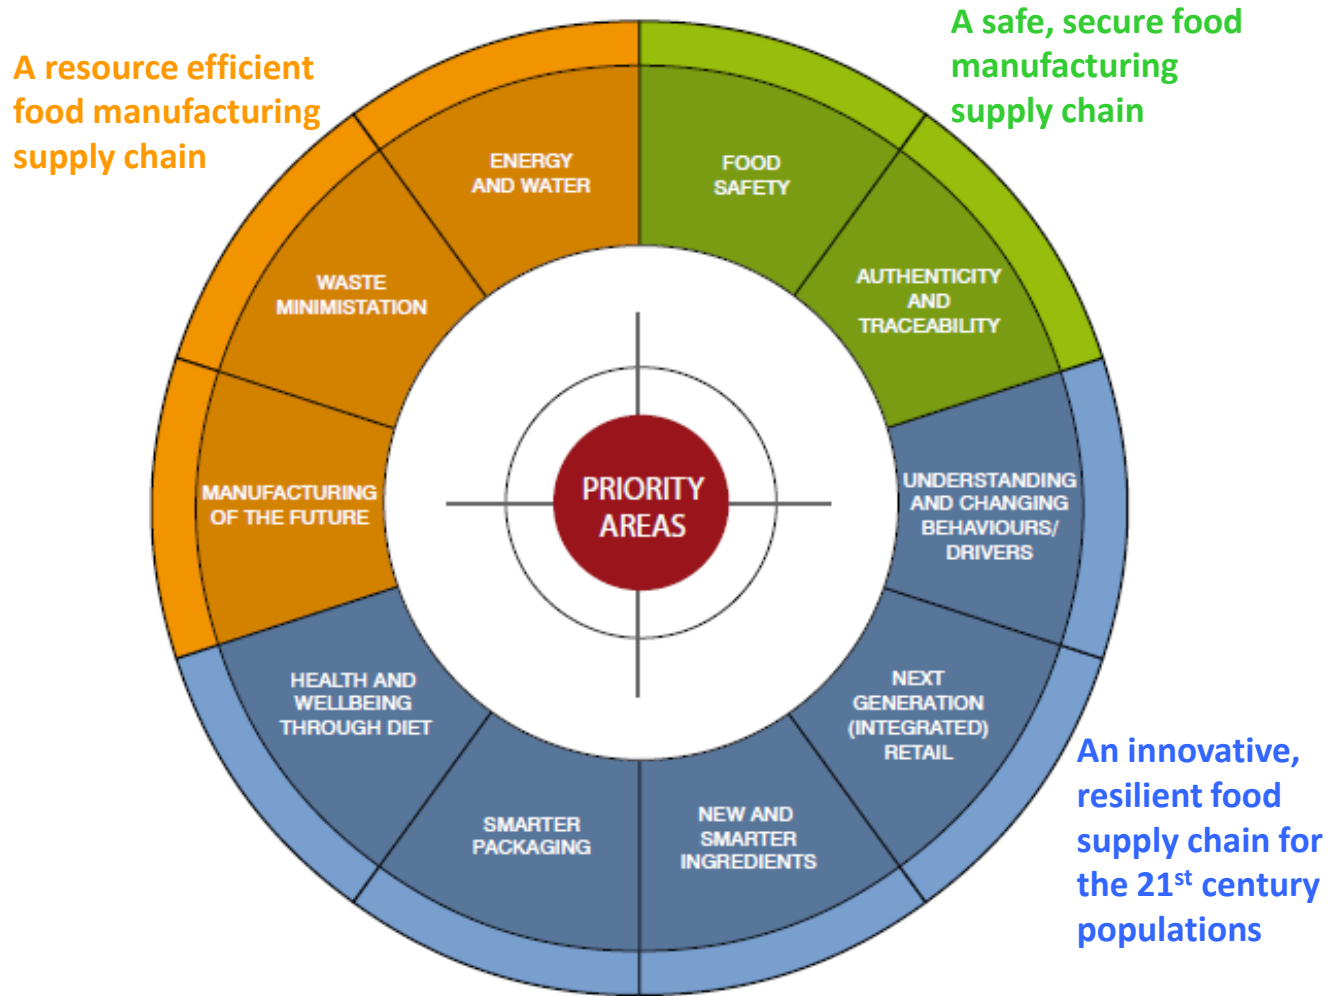 A resource efficient
food manufacturing
supply chain
A safe, secure food
manufacturing
supply chain
ENERGY
AND WATER
FOOD
SAFETY
WASTE
MINIMISTATION
AUTHENTICITY
AND
TRACEABILITY
MANUFACTURING
OF THE FUTURE
PRIORITY
AREAS
UNDERSTANDING
AND CHANGING
BEHAVIOURS/
DRIVERS
HEALTH AND
WELLBEING
THROUGH DIET
NEXT
GENERATION
(INTEGRATED)
RETAIL
SMARTER
PACKAGING
NEW AND
SMARTER
INGREDIENTS
An innovative,
resilient food
supply chain for
the 21st century
populations